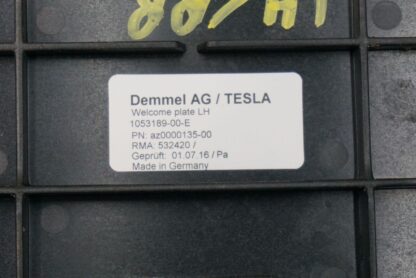 Demmel AG / TESLA
Welcome plate LH
1053189-00-E
PN: az0000135-00
RMA: 532420 /
Geprüft: 01.07.16 / Pa
Made in Germany